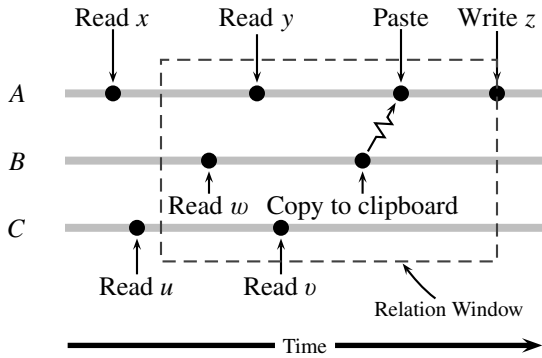 Read x
Read y
Paste
Write z
A
B
Read w
Copy to clipboard
C
Read u
Read v
Relation Window
Time